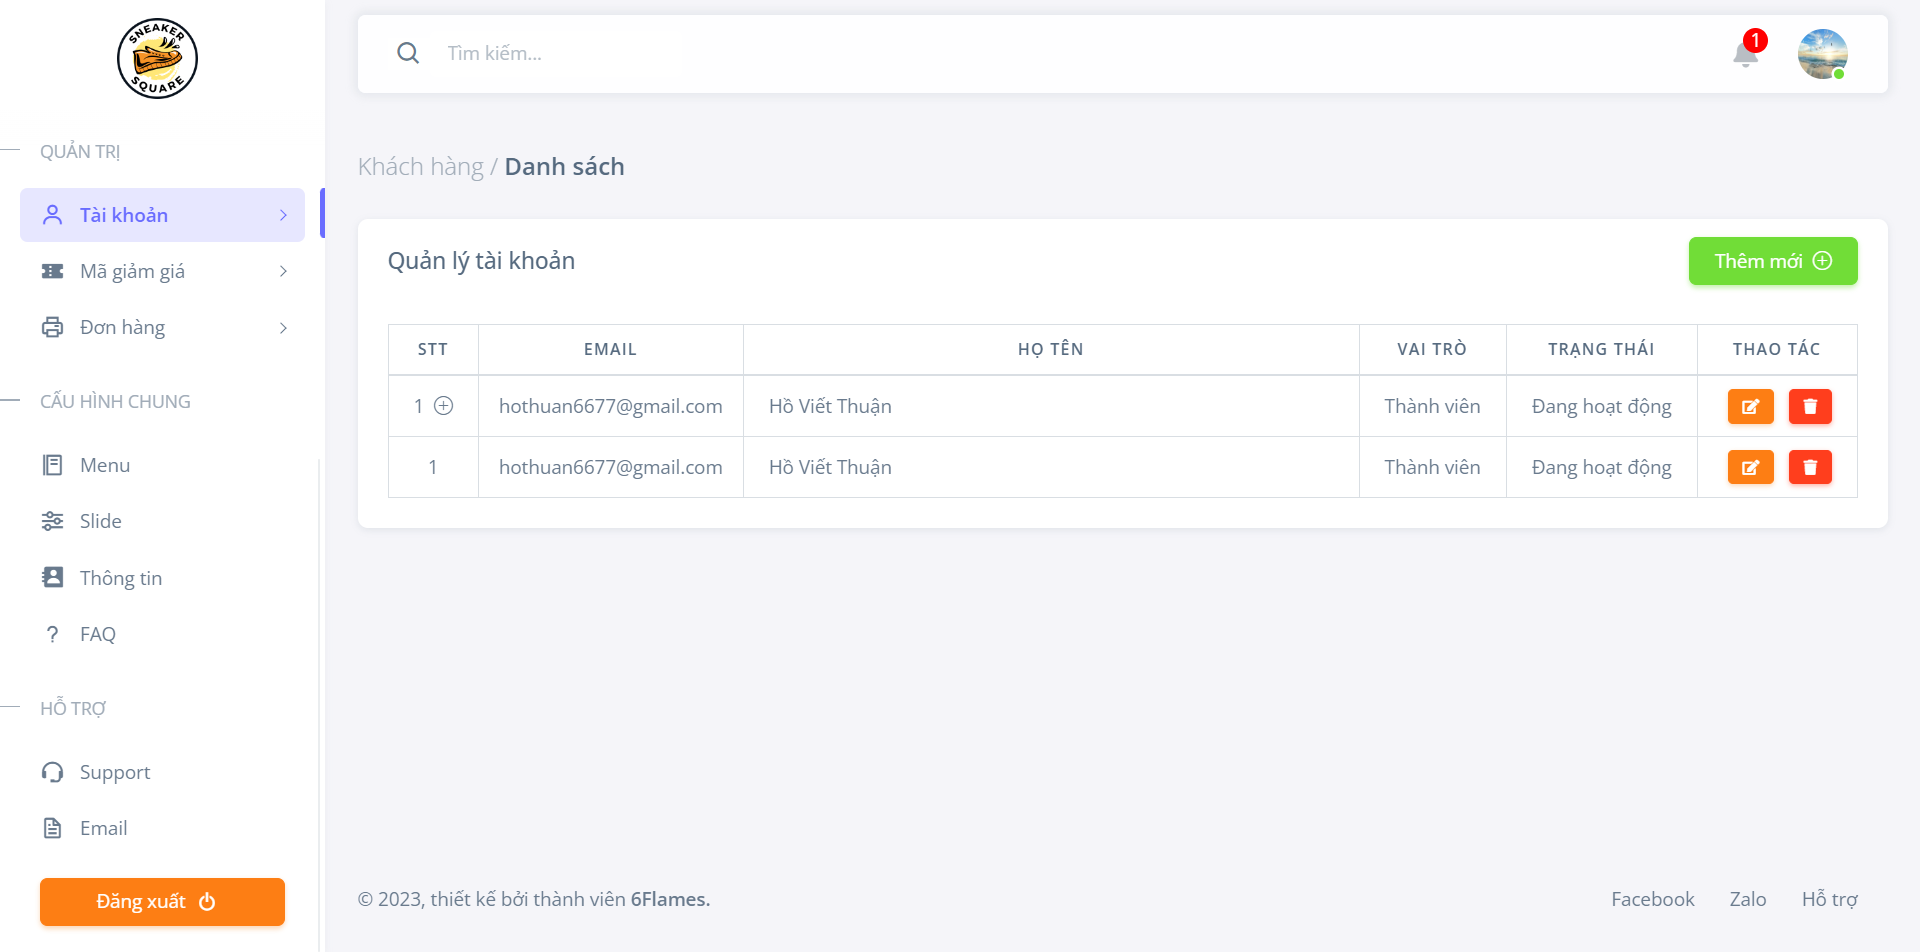 SNEAKER
SQUARE
QUẢN TRỊ
Tài khoản
Mã giảm giá
Đơn hàng
CẤU HÌNH CHUNG
Menu
Slide
Thông tin
FAQ
HỖ TRỢ
Support
Email
Đăng xuất
Tìm kiếm...
1
Khách hàng / Danh sách
Quản lý tài khoản
Thêm mới
STT EMAIL HỌ TÊN VAI TRÒ TRẠNG THÁI THAO TÁC
1 hothuan6677@gmail.com Hồ Viết Thuận Thành viên Đang hoạt động
1 hothuan6677@gmail.com Hồ Viết Thuận Thành viên Đang hoạt động
© 2023, thiết kế bởi thành viên 6Flames.
Facebook Zalo Hỗ trợ